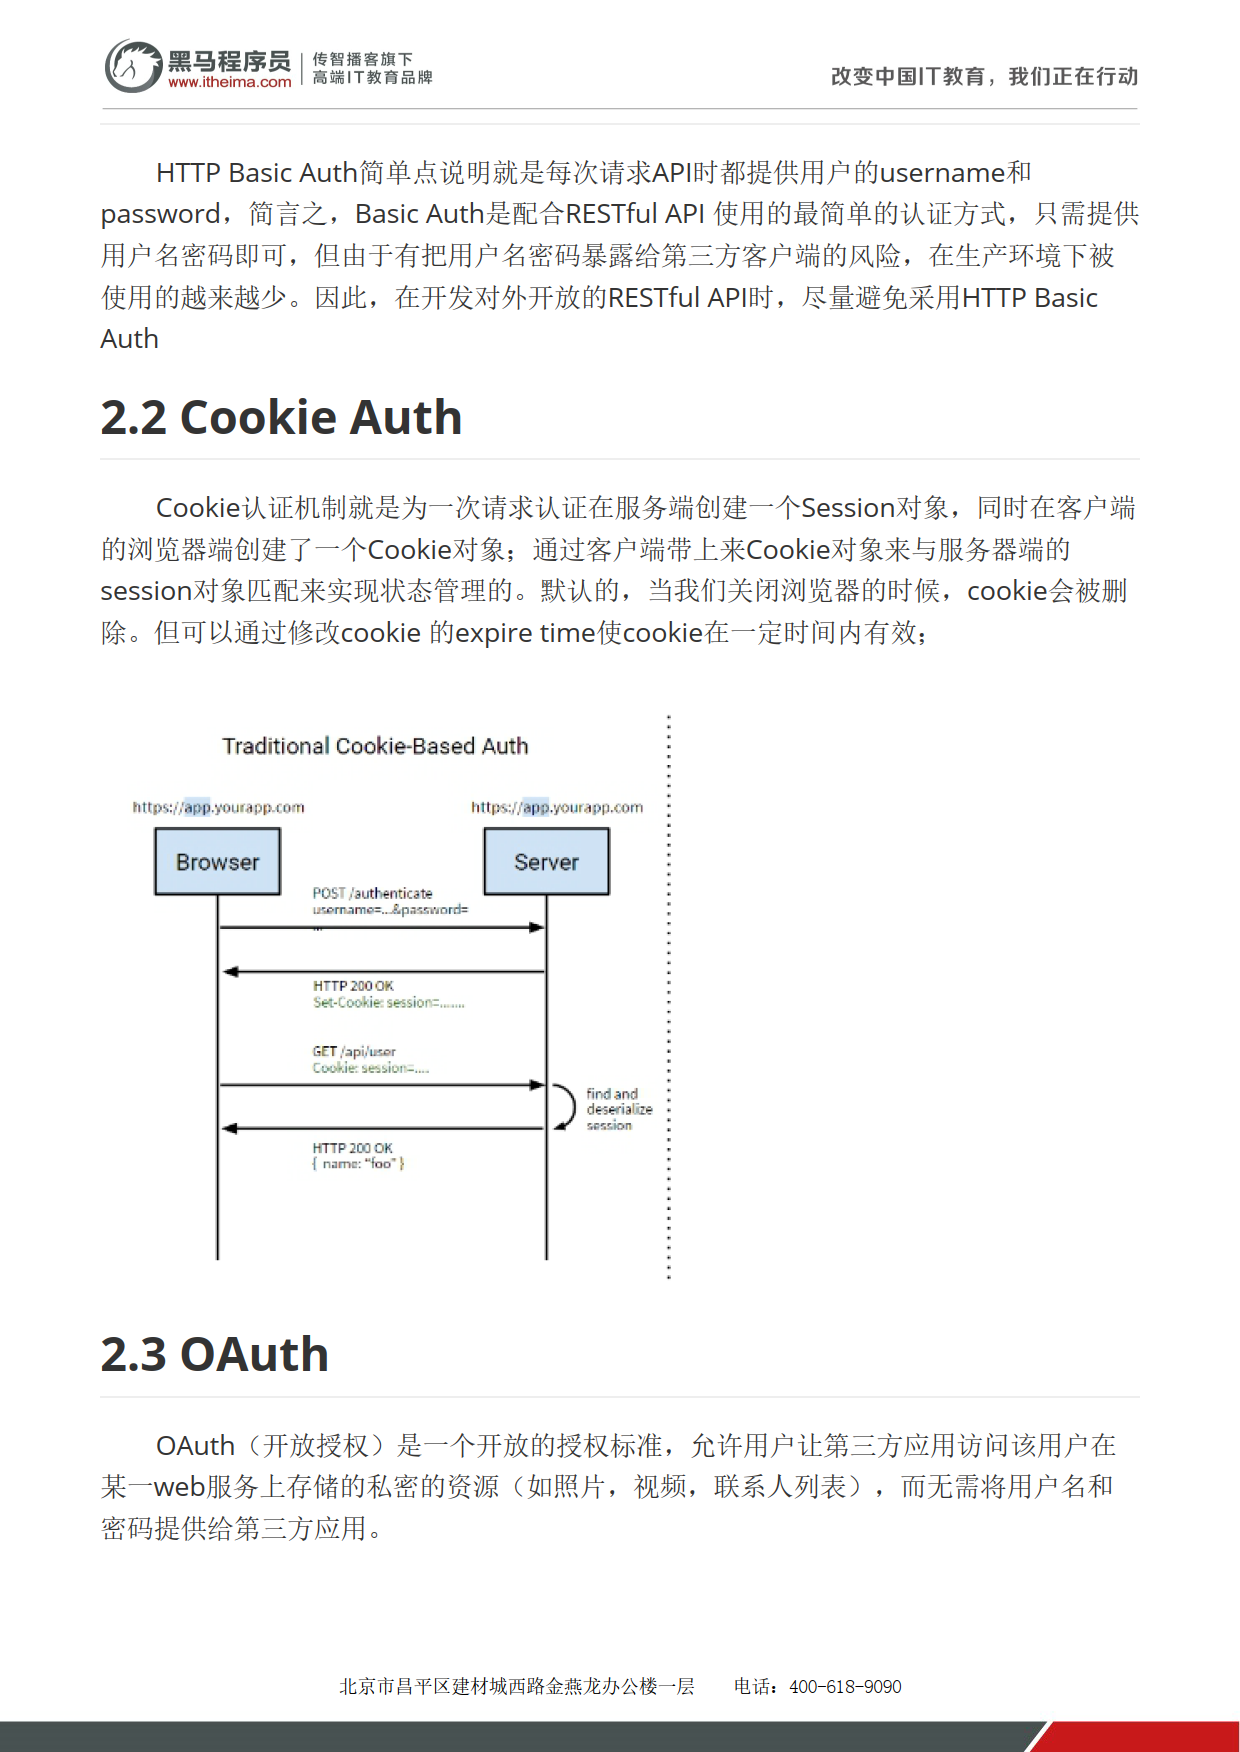 黑马程序员
www.itheima.com
传智播客旗下
高端IT教育品牌
改变中国IT教育，我们正在行动
HTTP Basic Auth简单点说明就是每次请求API时都提供用户的username和
password，简言之，Basic Auth是配合RESTful API 使用的最简单的认证方式，只需提供
用户名密码即可，但由于有把用户名密码暴露给第三方客户端的风险，在生产环境下被
使用的越来越少。因此，在开发对外开放的RESTful API时，尽量避免采用HTTP Basic
Auth
2.2 Cookie Auth
Cookie认证机制就是为一次请求认证在服务端创建一个Session对象，同时在客户端
的浏览器端创建了一个Cookie对象；通过客户端带上来Cookie对象来与服务器端的
session对象匹配来实现状态管理的。默认的，当我们关闭浏览器的时候，cookie会被删
除。但可以通过修改cookie 的expire time使cookie在一定时间内有效；
Traditional Cookie-Based Auth
https://app.yourapp.com
https://app.yourapp.com
Browser
Server
POST /authenticate
username=...&password=
...
HTTP 200 OK
Set-Cookie: session=.......
GET /api/user
Cookie: session=....
find and
deserialize
session
HTTP 200 OK
{ name: “foo” }
2.3 OAuth
OAuth（开放授权）是一个开放的授权标准，允许用户让第三方应用访问该用户在
某一web服务上存储的私密的资源（如照片，视频，联系人列表），而无需将用户名和
密码提供给第三方应用。
北京市昌平区建材城西路金燕龙办公楼一层 电话：400-618-9090